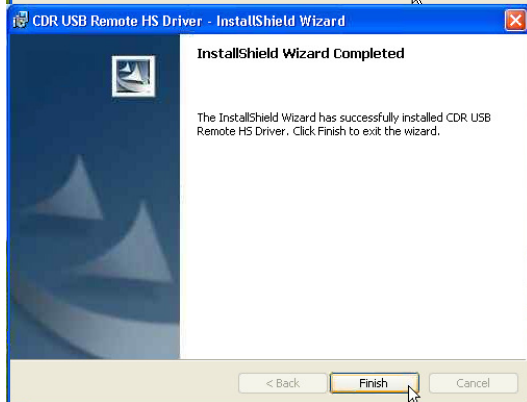 CDR USB Remote HS Driver - InstallShield Wizard
InstallShield Wizard Completed
The InstallShield Wizard has successfully installed CDR USB
Remote HS Driver. Click Finish to exit the wizard.
< Back
Finish
Cancel